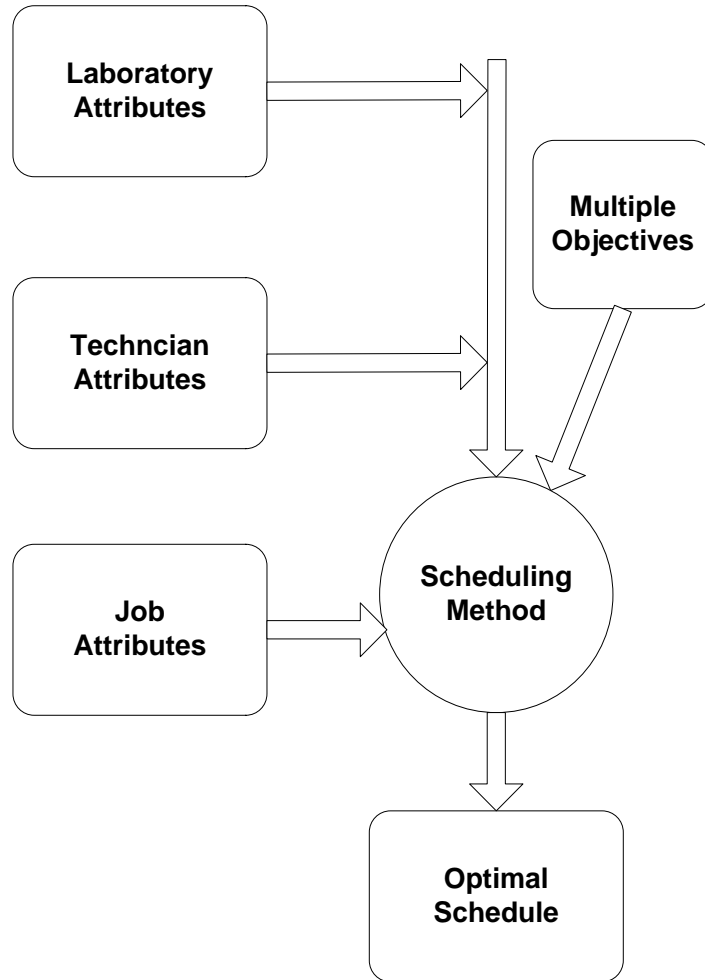 Laboratory
Attributes
Multiple
Objectives
Techncian
Attributes
Scheduling
Method
Job
Attributes
Optimal
Schedule